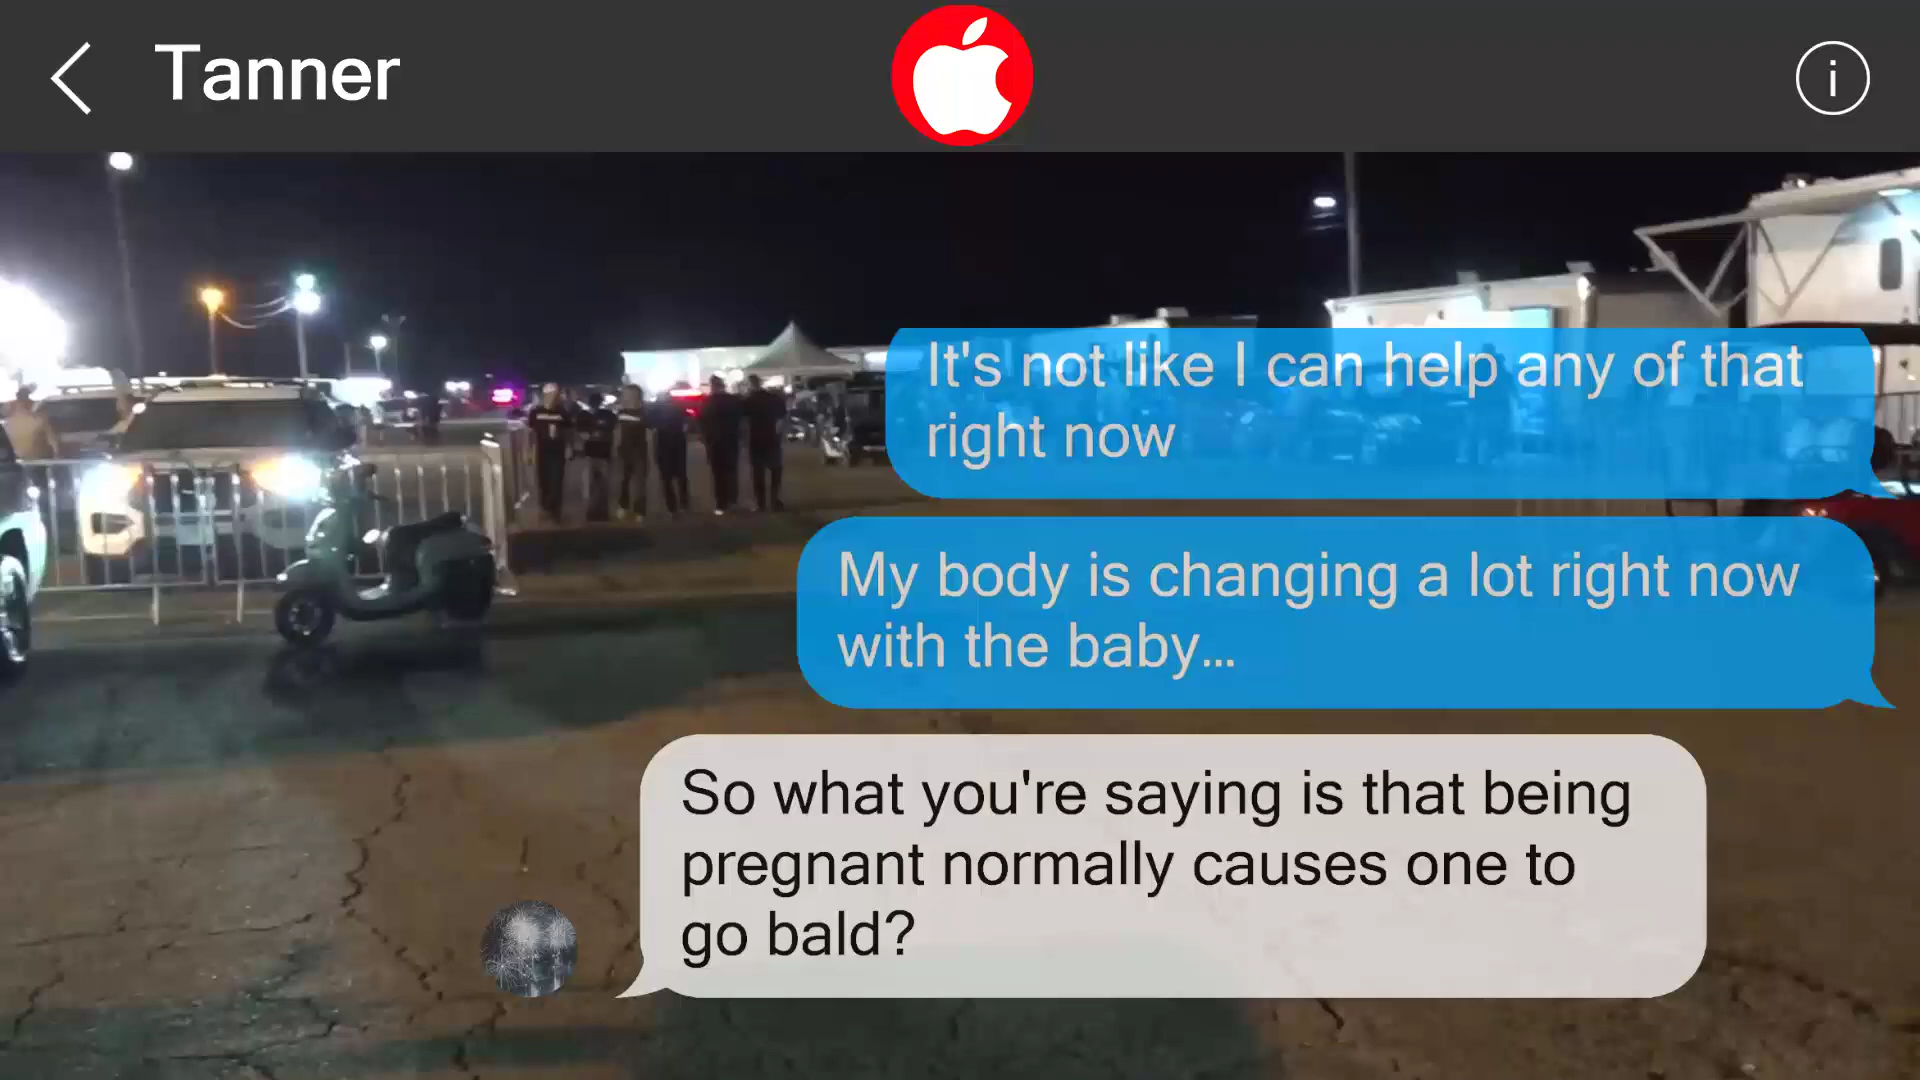 Tanner
i
It's not like I can help any of that
right now
My body is changing a lot right now
with the baby...
So what you're saying is that being
pregnant normally causes one to
go bald?